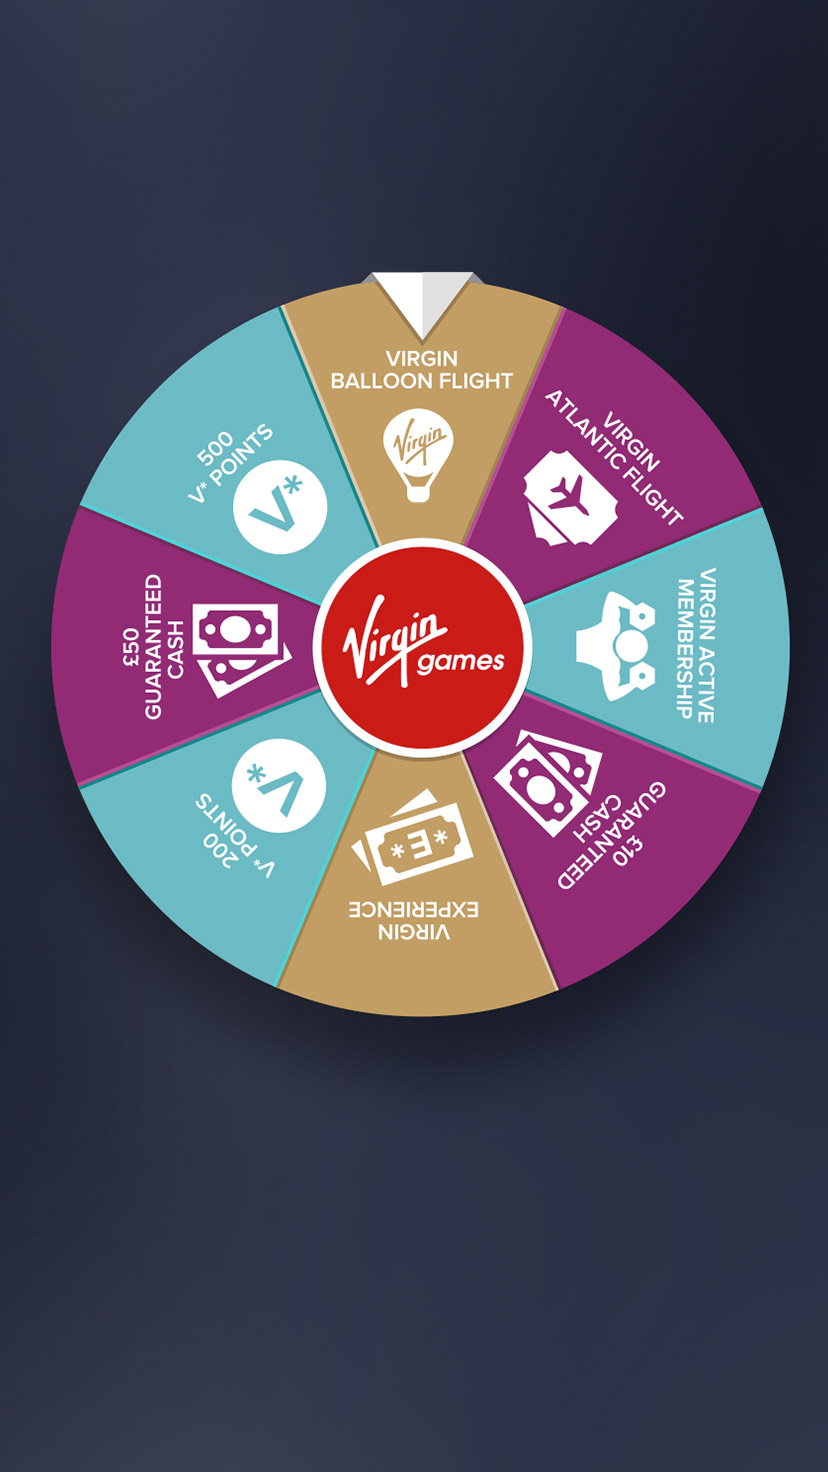 VIRGIN
BALLOON FLIGHT
Virgin
VIRGIN
ATLANTIC FLIGHT
VIRGIN ACTIVE
MEMBERSHIP
£10
GUARANTEED
CASH
VIRGIN
EXPERIENCE
*E*
200
V* POINTS
V*
£50
GUARANTEED
CASH
500
V* POINTS
V*
Virgin
games